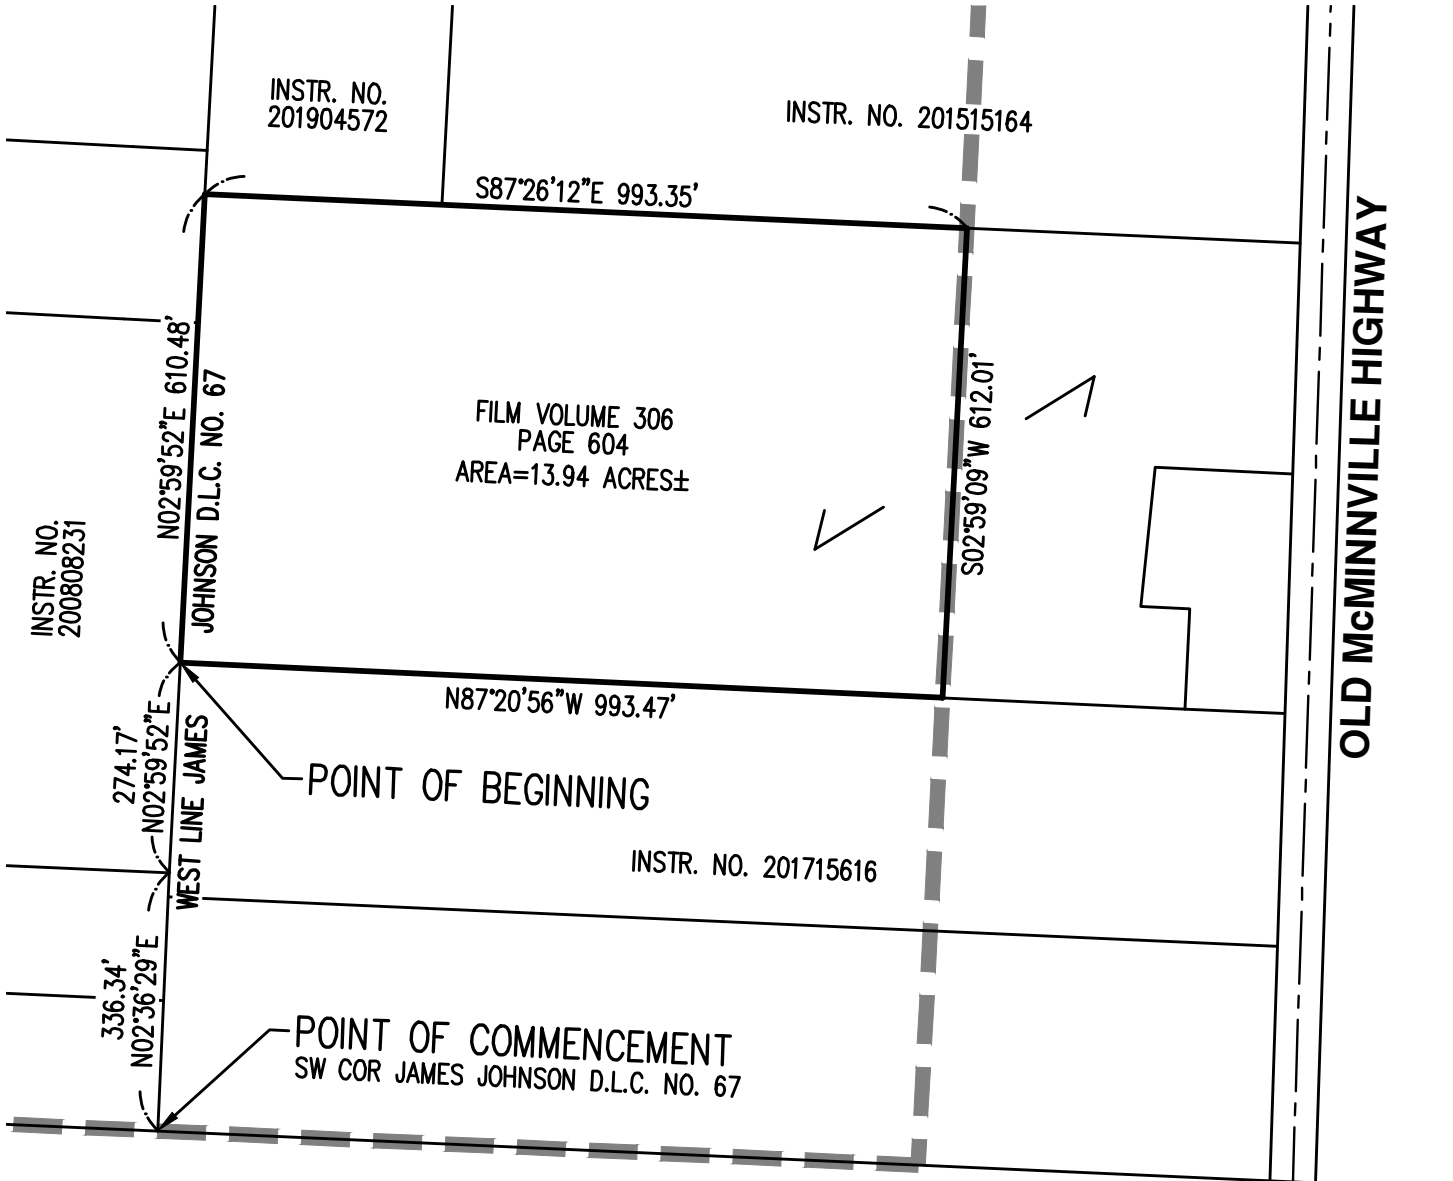 INSTR. NO.
201904572
INSTR. NO. 201515164
S87°26'12"E 993.35'
N02°59'52"E 610.48'
JOHNSON D.L.C. NO. 67
FILM VOLUME 306
PAGE 604
AREA=13.94 ACRES±
S02°59'09"W 612.01'
OLD McMINNVILLE HIGHWAY
INSTR. NO.
200808231
N87°20'56"W 993.47'
274.17'
N02°59'52"E
WEST LINE JAMES
POINT OF BEGINNING
INSTR. NO. 201715616
336.34'
N02°36'29"E
POINT OF COMMENCEMENT
SW COR JAMES JOHNSON D.L.C. NO. 67